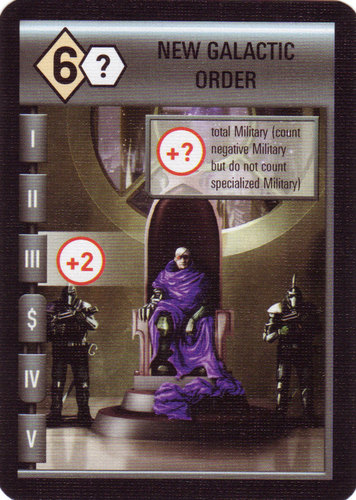 6 ?
NEW GALACTIC
ORDER
I
+?
total Military (count
negative Military
but do not count
specialized Military)
II
III
+2
$
IV
V